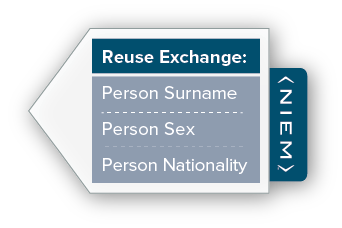 Reuse Exchange:
Person Surname
Person Sex
Person Nationality
<NIEM>